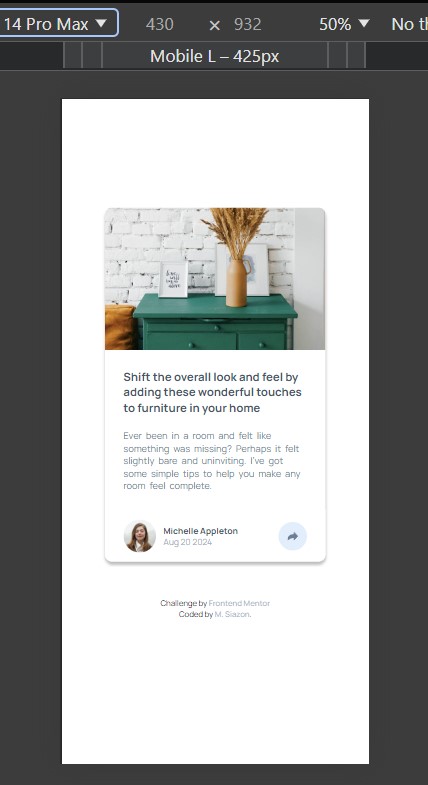 14 Pro Max ▼ 430 × 932 50% ▼ No th
Mobile L – 425px
Shift the overall look and feel by
adding these wonderful touches
to furniture in your home
Ever been in a room and felt like
something was missing? Perhaps it felt
slightly bare and uninviting. I've got
some simple tips to help you make any
room feel complete.
Michelle Appleton
Aug 20 2024
Challenge by Frontend Mentor
Coded by M. Siazon.